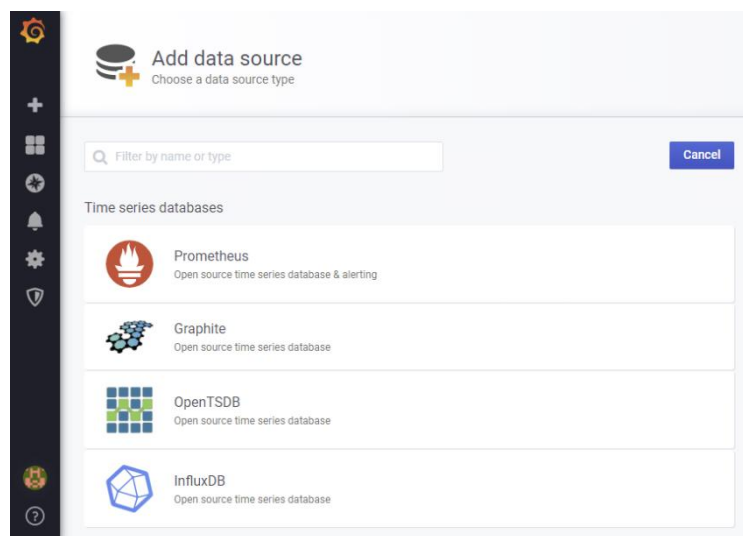 Add data source
Choose a data source type
Filter by name or type
Cancel
Time series databases
Prometheus
Open source time series database & alerting
Graphite
Open source time series database
OpenTSDB
Open source time series database
InfluxDB
Open source time series database
?